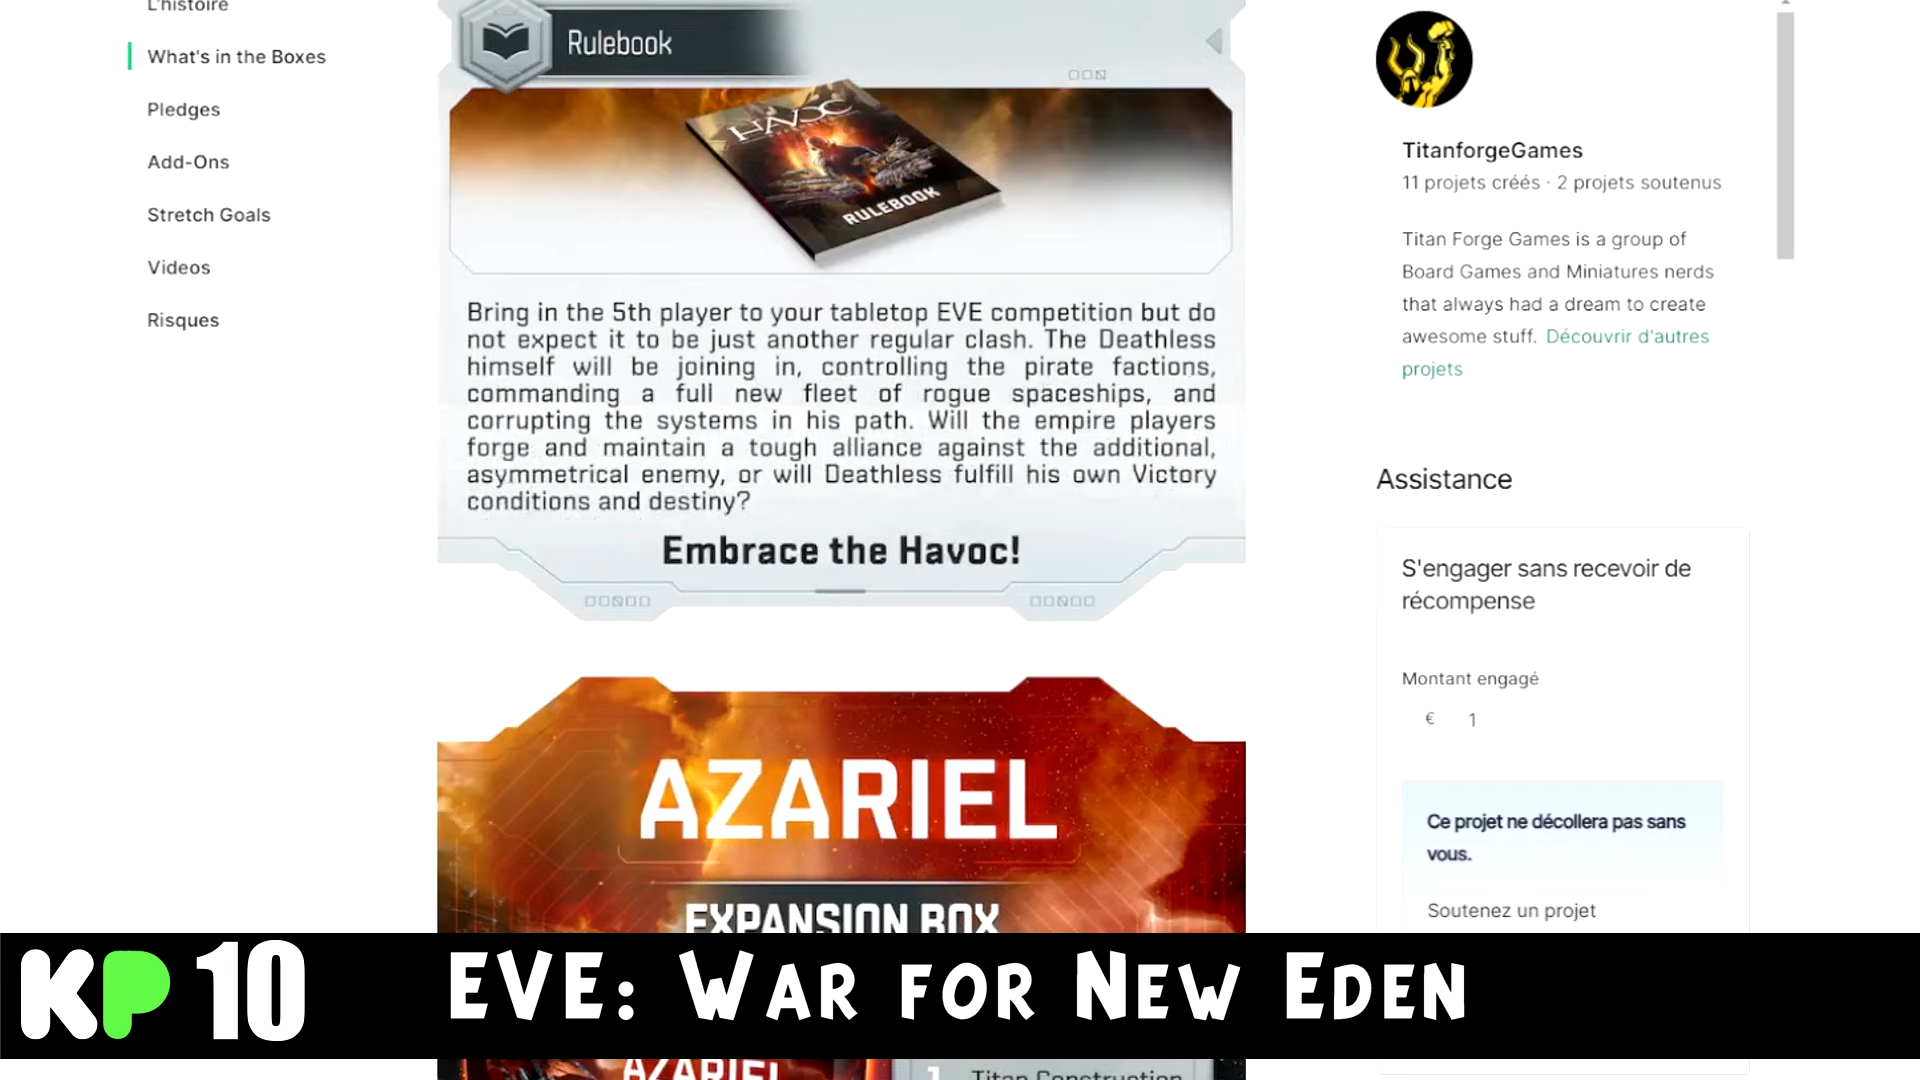 L'histoire
What's in the Boxes
Pledges
Add-Ons
Stretch Goals
Videos
Risques
Rulebook
HAVOC
RULEBOOK
Bring in the 5th player to your tabletop EVE competition but do
not expect it to be just another regular clash. The Deathless
himself will be joining in, controlling the pirate factions,
commanding a full new fleet of rogue spaceships, and
corrupting the systems in his path. Will the empire players
forge and maintain a tough alliance against the additional,
asymmetrical enemy, or will Deathless fulfill his own Victory
conditions and destiny?
Embrace the Havoc!
AZARIEL
EXPANSION BOX
TitanforgeGames
11 projets créés · 2 projets soutenus
Titan Forge Games is a group of
Board Games and Miniatures nerds
that always had a dream to create
awesome stuff. Découvrir d'autres
projets
Assistance
S'engager sans recevoir de
récompense
Montant engagé
€ 1
Ce projet ne décollera pas sans
vous.
Soutenez un projet
KP 10 EVE: WAR FOR NEW EDEN
AZARIEL
1 Titan Construction